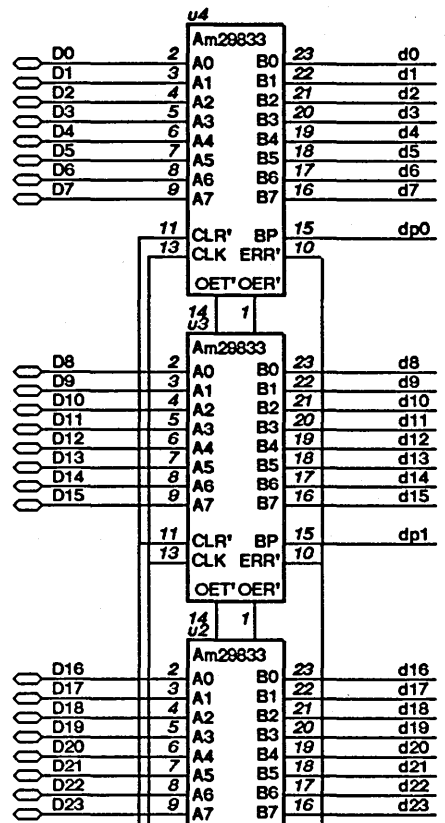 u4
Am29833
D0 2 A0 B0 23 d0
D1 3 A1 B1 22 d1
D2 4 A2 B2 21 d2
D3 5 A3 B3 20 d3
D4 6 A4 B4 19 d4
D5 7 A5 B5 18 d5
D6 8 A6 B6 17 d6
D7 9 A7 B7 16 d7
11 CLR' BP 15 dp0
13 CLK ERR' 10
OET' OER'
14 1
u3
Am29833
D8 2 A0 B0 23 d8
D9 3 A1 B1 22 d9
D10 4 A2 B2 21 d10
D11 5 A3 B3 20 d11
D12 6 A4 B4 19 d12
D13 7 A5 B5 18 d13
D14 8 A6 B6 17 d14
D15 9 A7 B7 16 d15
11 CLR' BP 15 dp1
13 CLK ERR' 10
OET' OER'
14 1
u2
Am29833
D16 2 A0 B0 23 d16
D17 3 A1 B1 22 d17
D18 4 A2 B2 21 d18
D19 5 A3 B3 20 d19
D20 6 A4 B4 19 d20
D21 7 A5 B5 18 d21
D22 8 A6 B6 17 d22
D23 9 A7 B7 16 d23